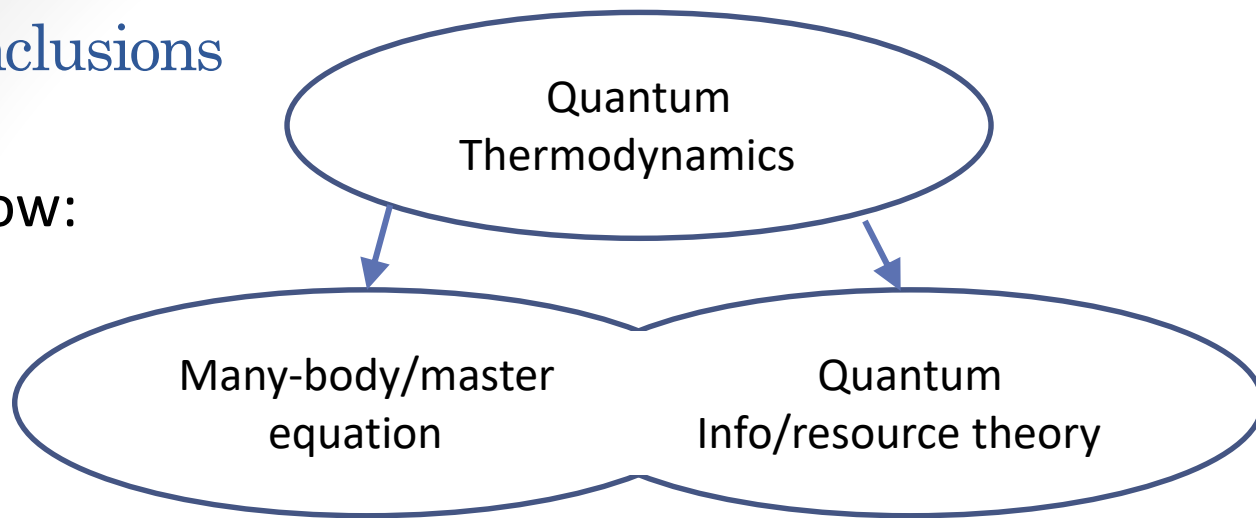 nclusions
Quantum
Thermodynamics
ow:
Many-body/master
equation
Quantum
Info/resource theory